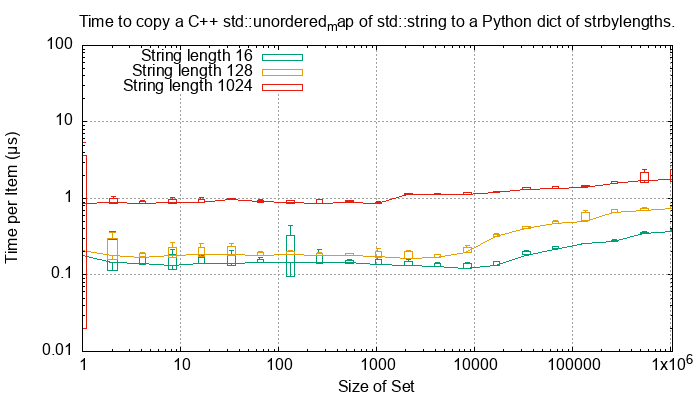 Time to copy a C++ std::unordered_map of std::string to a Python dict of strbylengths.
String length 16
String length 128
String length 1024
100
10
1
0.1
0.01
Time per Item (µs)
1
10
100
1000
10000
100000
1x10^6
Size of Set